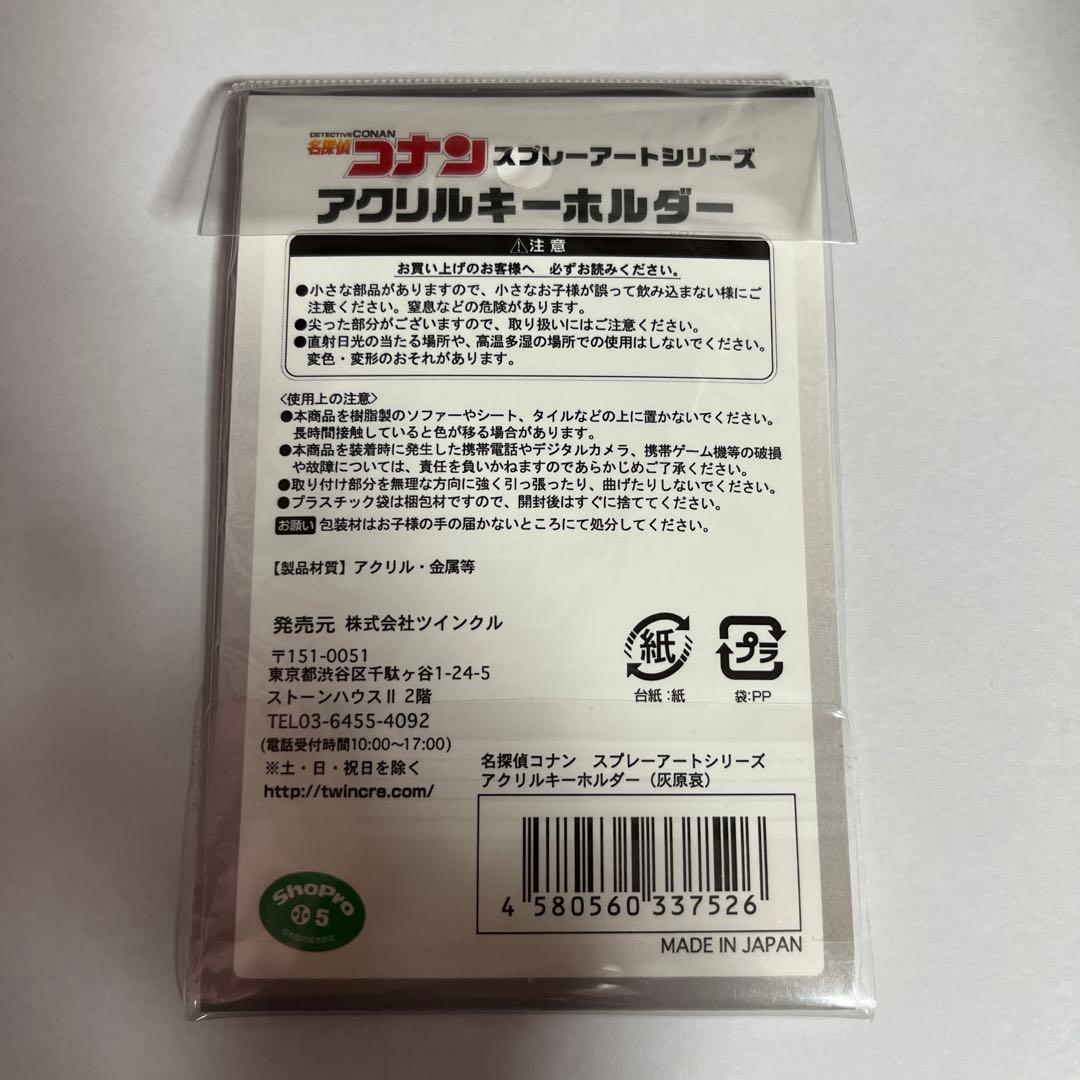 DETECTIVE CONAN
名探偵コナン スプレーアートシリーズ
アクリルキーホルダー
⚠注意
お買い上げのお客様へ 必ずお読みください。
●小さな部品がありますので、小さなお子様が誤って飲み込まない様にご
注意ください。窒息などの危険があります。
●尖った部分がございますので、取り扱いにはご注意ください。
●直射日光の当たる場所や、高温多湿の場所での使用はしないでください。
変色・変形のおそれがあります。
〈使用上の注意〉
●本商品を樹脂製のソファーやシート、タイルなどの上に置かないでください。
長時間接触していると色が移る場合があります。
●本商品を装着時に発生した携帯電話やデジタルカメラ、携帯ゲーム機等の破損
や故障については、責任を負いかねますのであらかじめご了承ください。
●取り付け部分を無理な方向に強く引っ張ったり、曲げたりしないでください。
●プラスチック袋は梱包材ですので、開封後はすぐに捨ててください。
お願い 包装材はお子様の手の届かないところにて処分してください。
【製品材質】アクリル・金属等
発売元 株式会社ツインクル
〒151-0051
東京都渋谷区千駄ヶ谷1-24-5
ストーンハウスⅡ 2階
TEL03-6455-4092
(電話受付時間10:00〜17:00)
※土・日・祝日を除く
http://twincre.com/
紙
台紙:紙
プラ
袋:PP
名探偵コナン スプレーアートシリーズ
アクリルキーホルダー（灰原哀）
4 580560 337526
MADE IN JAPAN
ShoPro
5
日本国内販売許可